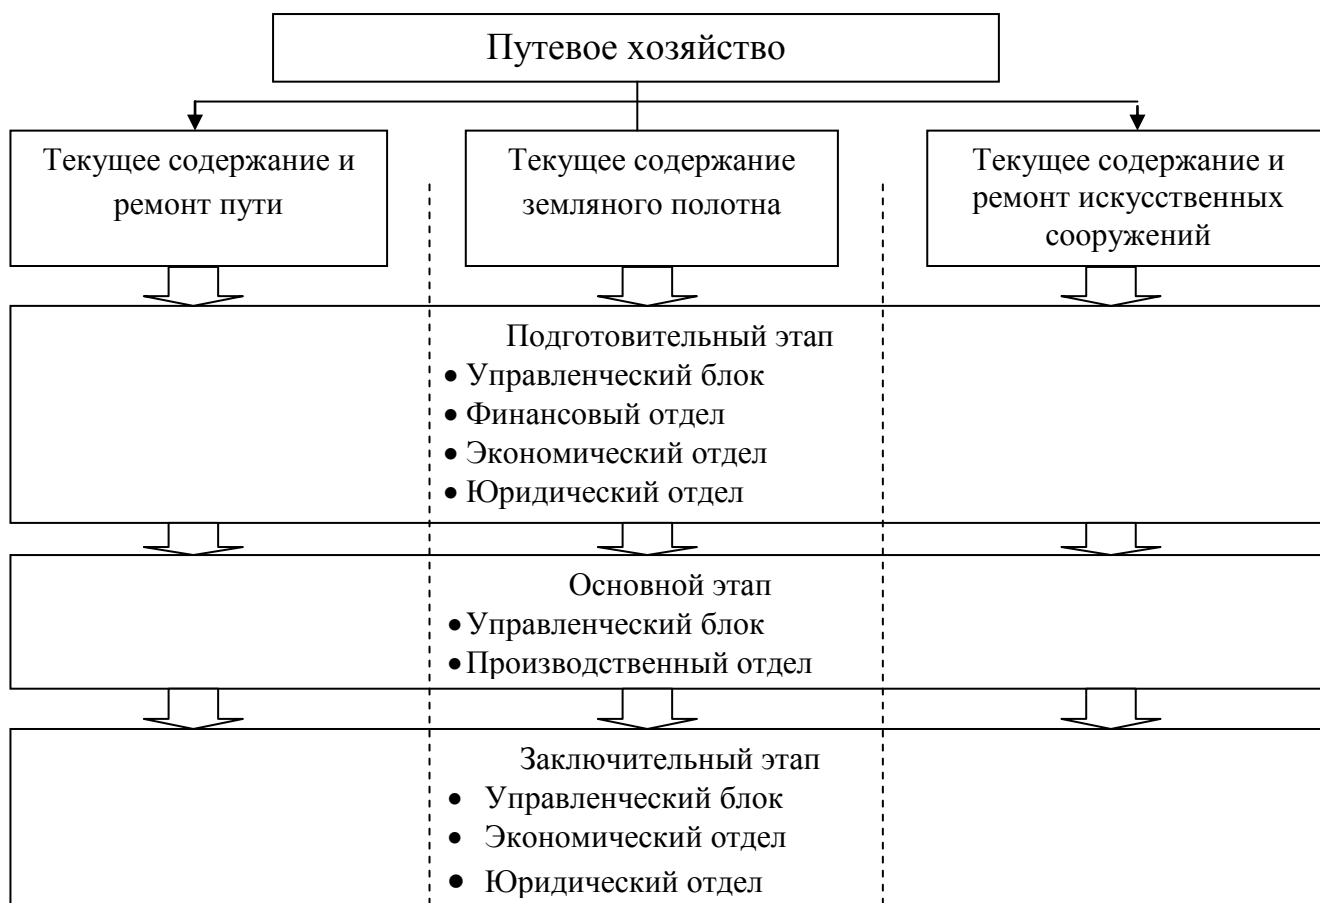 Путевое хозяйство
Текущее содержание и
ремонт пути
Текущее содержание
земляного полотна
Текущее содержание и
ремонт искусственных
сооружений
Подготовительный этап
• Управленческий блок
• Финансовый отдел
• Экономический отдел
• Юридический отдел
Основной этап
• Управленческий блок
• Производственный отдел
Заключительный этап
• Управленческий блок
• Экономический отдел
• Юридический отдел